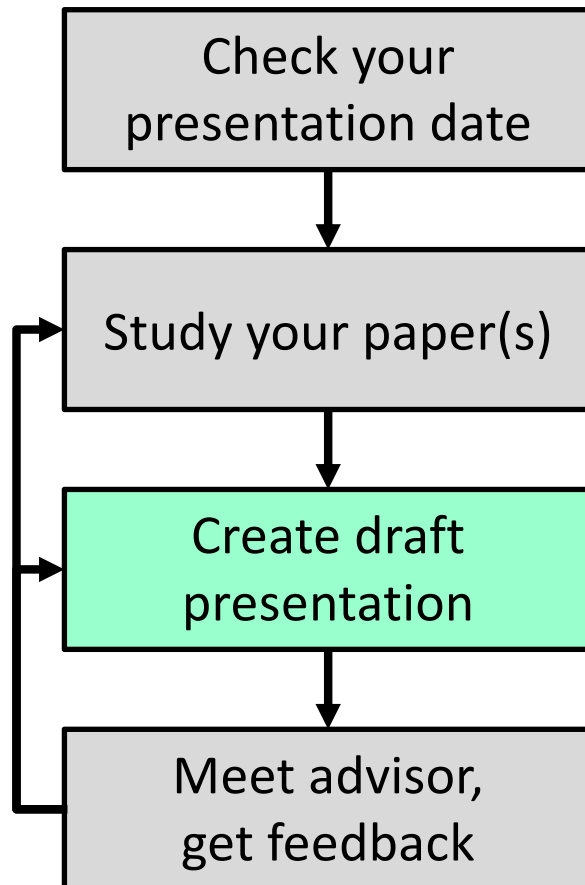 Check your
presentation date
Study your paper(s)
Create draft
presentation
Meet advisor,
get feedback